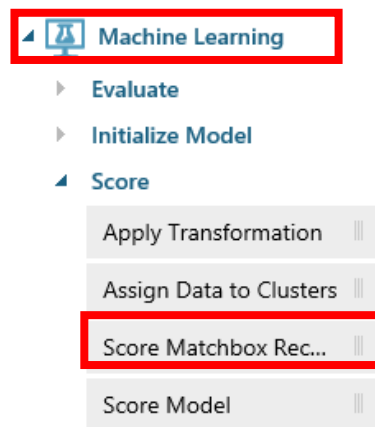 Machine Learning
Evaluate
Initialize Model
Score
Apply Transformation
Assign Data to Clusters
Score Matchbox Rec...
Score Model